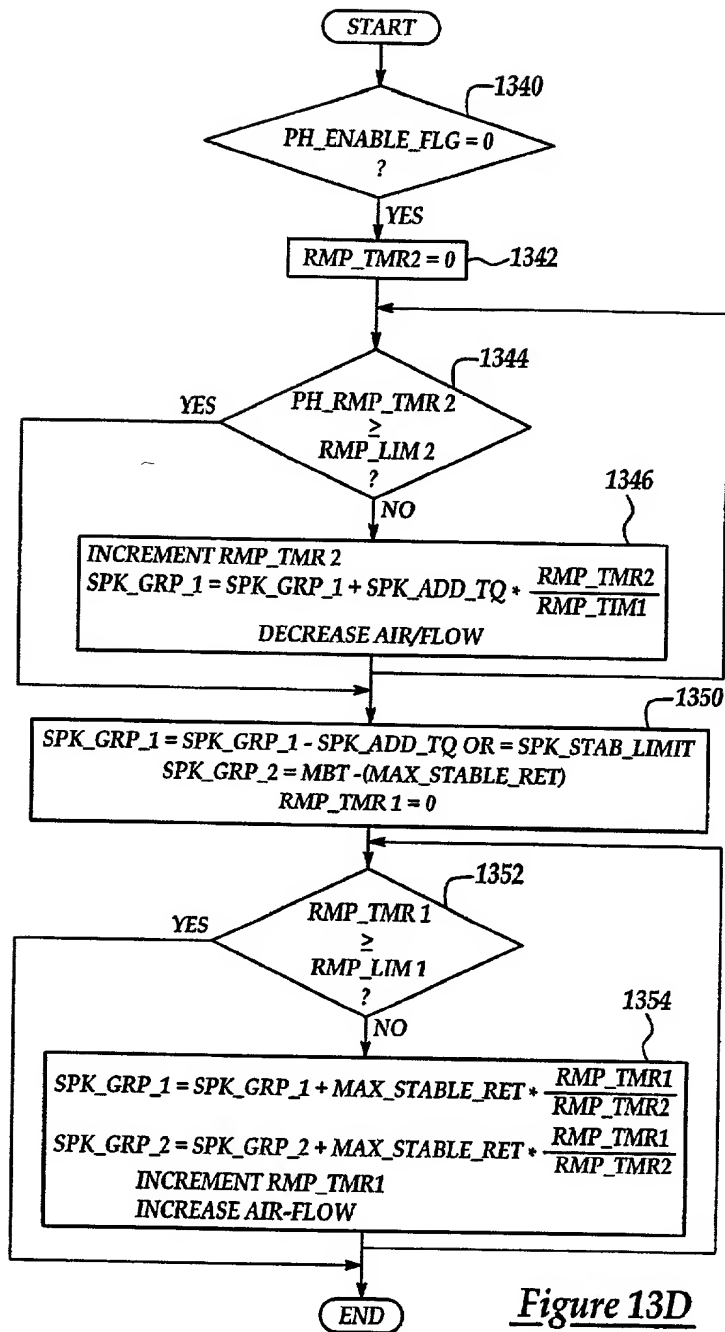 START
1340
PH_ENABLE_FLG = 0
?
YES
RMP_TMR2 = 0
1342
1344
YES
PH_RMP_TMR 2
≥
RMP_LIM 2
?
NO
1346
INCREMENT RMP_TMR 2
SPK_GRP_1 = SPK_GRP_1 + SPK_ADD_TQ * RMP_TMR2 / RMP_TIM1
DECREASE AIR/FLOW
1350
SPK_GRP_1 = SPK_GRP_1 - SPK_ADD_TQ OR = SPK_STAB_LIMIT
SPK_GRP_2 = MBT -(MAX_STABLE_RET)
RMP_TMR 1 = 0
1352
YES
RMP_TMR 1
≥
RMP_LIM 1
?
NO
1354
SPK_GRP_1 = SPK_GRP_1 + MAX_STABLE_RET * RMP_TMR1 / RMP_TMR2
SPK_GRP_2 = SPK_GRP_2 + MAX_STABLE_RET * RMP_TMR1 / RMP_TMR2
INCREMENT RMP_TMR1
INCREASE AIR-FLOW
END
Figure 13D